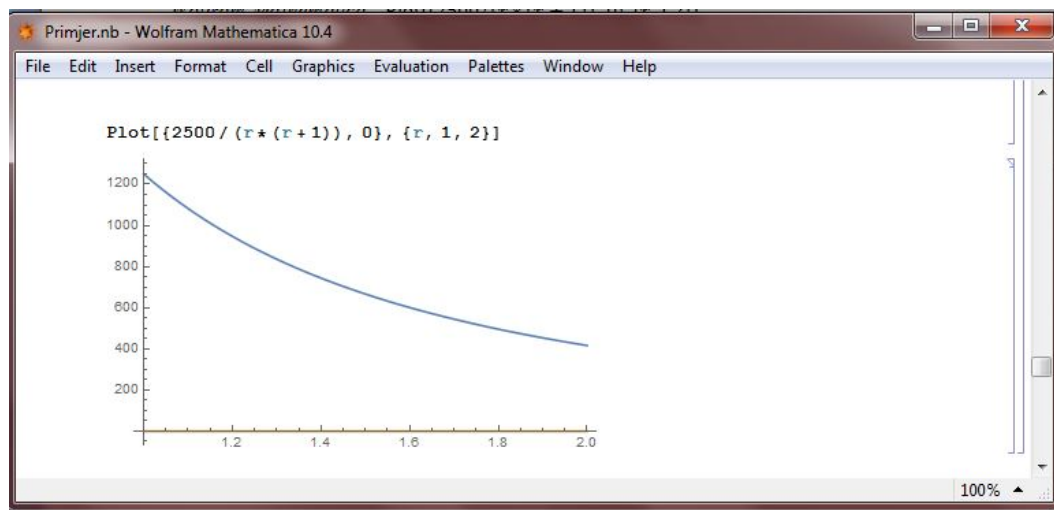 Primjer.nb - Wolfram Mathematica 10.4
File Edit Insert Format Cell Graphics Evaluation Palettes Window Help
Plot[{2500/(r*(r+1)), 0}, {r, 1, 2}]
1200
1000
800
600
400
200
1.2 1.4 1.6 1.8 2.0
100%